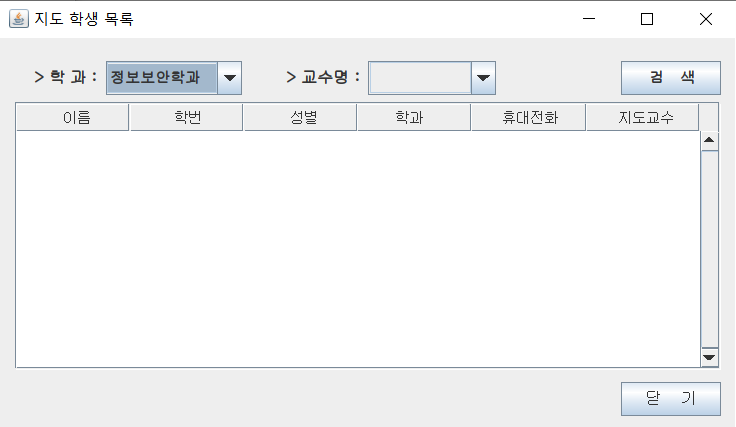 지도 학생 목록
> 학 과 : 정보보안학과 > 교수명 : 검 색
이름 학번 성별 학과 휴대전화 지도교수
닫 기